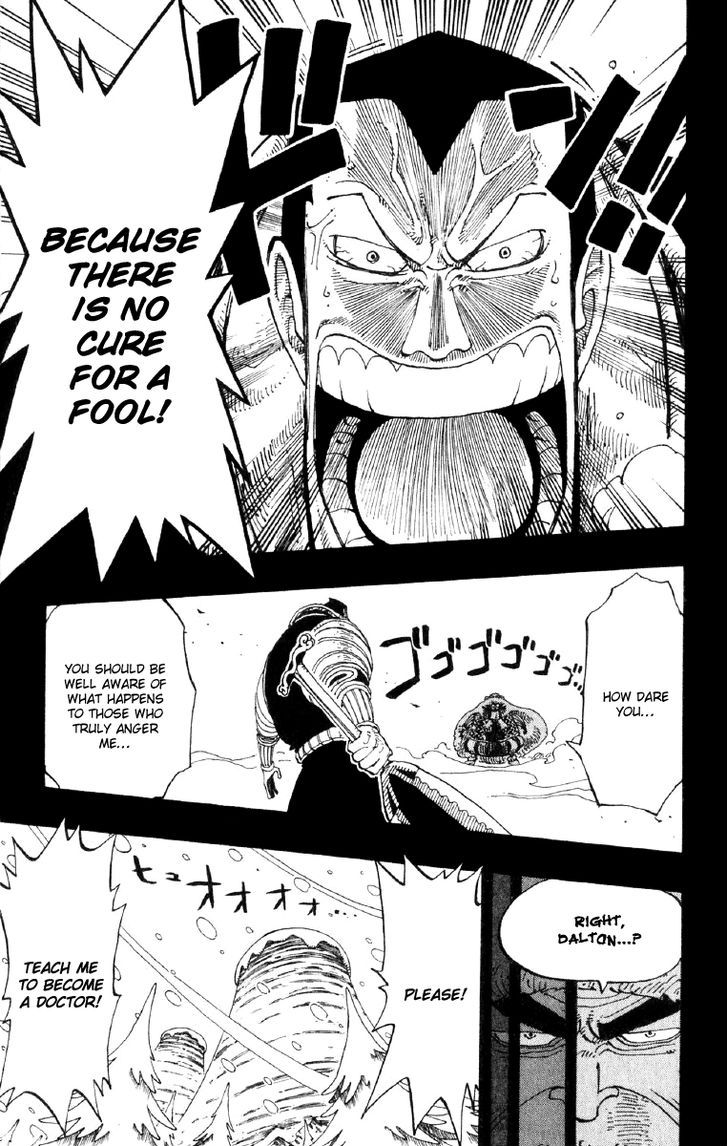 BECAUSE
THERE
IS NO
CURE
FOR A
FOOL!
HOW DARE
YOU...
ゴゴゴゴゴゴ...
YOU SHOULD BE
WELL AWARE OF
WHAT HAPPENS
TO THOSE WHO
TRULY ANGER
ME...
RIGHT,
DALTON...?
PLEASE!
ヒュオオオオ...
TEACH ME
TO BECOME
A DOCTOR!